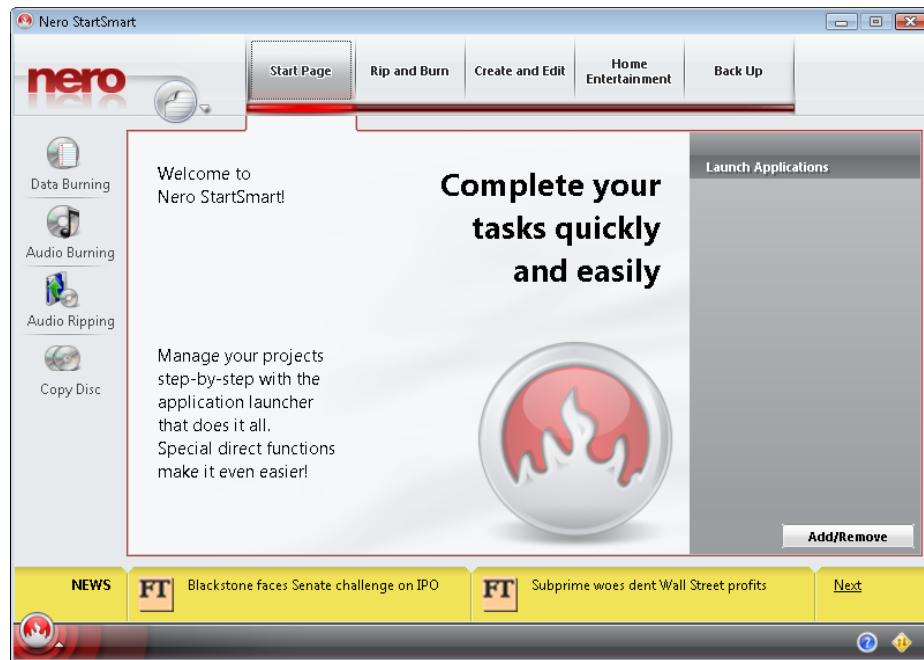 Nero StartSmart
nero
Start Page
Rip and Burn
Create and Edit
Home
Entertainment
Back Up
Data Burning
Audio Burning
Audio Ripping
Copy Disc
Welcome to
Nero StartSmart!
Complete your
tasks quickly
and easily
Manage your projects
step-by-step with the
application launcher
that does it all.
Special direct functions
make it even easier!
Launch Applications
Add/Remove
NEWS
FT
Blackstone faces Senate challenge on IPO
FT
Subprime woes dent Wall Street profits
Next